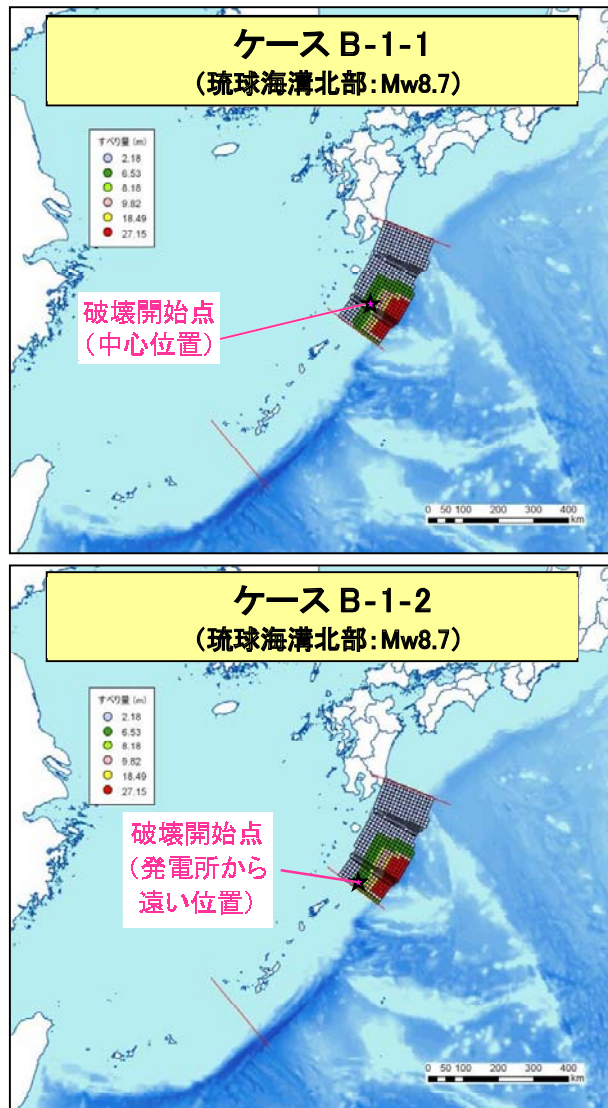 ケース B-1-1
(琉球海溝北部:Mw8.7)
すべり量 (m)
2.18
6.53
8.18
9.82
18.49
27.15
破壊開始点
(中心位置)
0 50 100 200 300 400
km
ケース B-1-2
(琉球海溝北部:Mw8.7)
すべり量 (m)
2.18
6.53
8.18
9.82
18.49
27.15
破壊開始点
(発電所から
遠い位置)
0 50 100 200 300 400
km